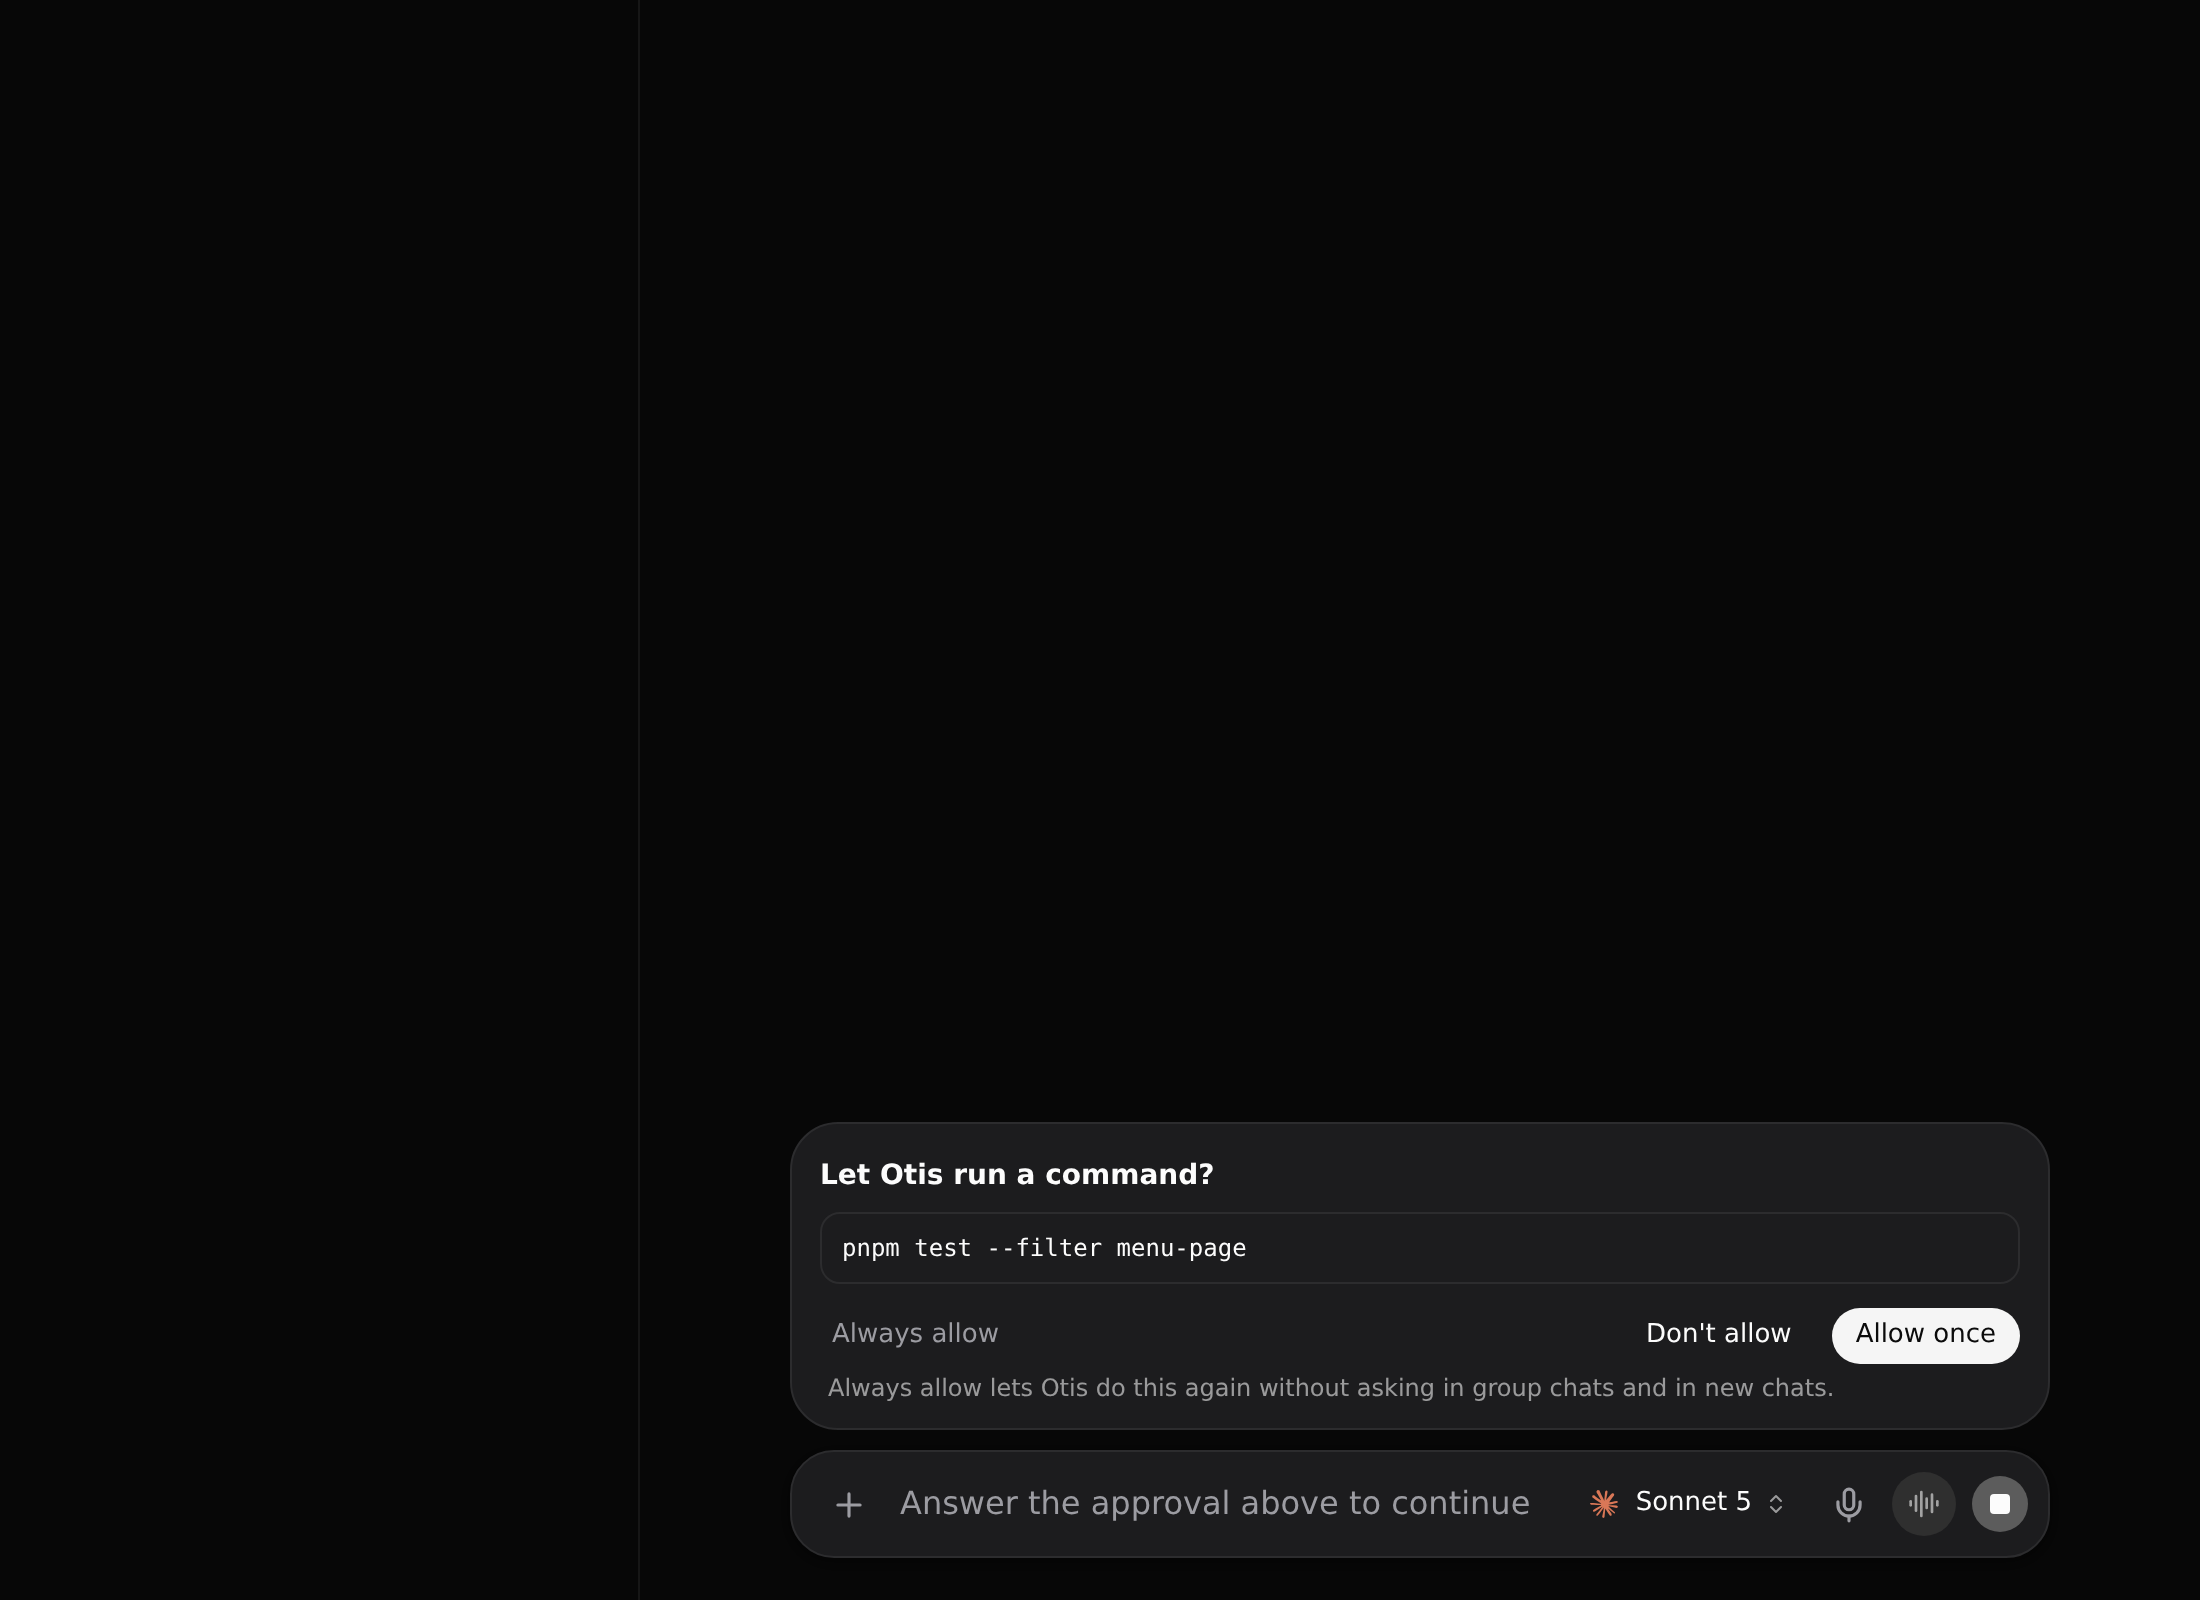 Let Otis run a command?
pnpm test --filter menu-page
Always allow
Don't allow
Allow once
Always allow lets Otis do this again without asking in group chats and in new chats.
Answer the approval above to continue
Sonnet 5